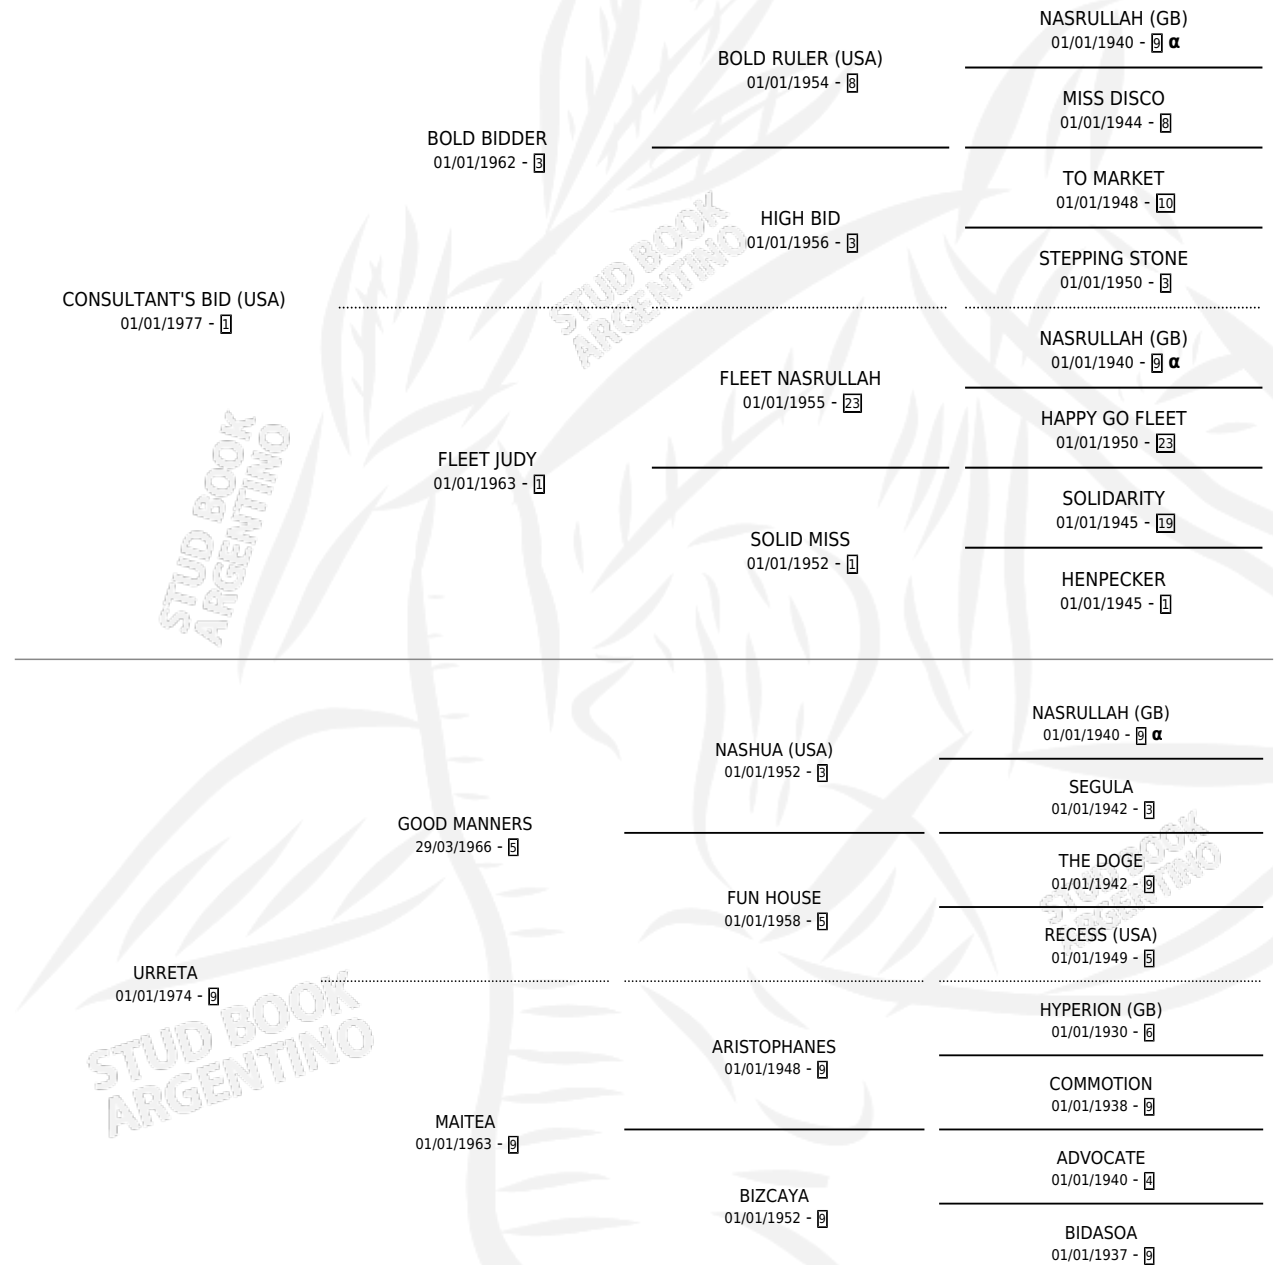 NASRULLAH (GB)
01/01/1940 - 9 α
BOLD RULER (USA)
01/01/1954 - 8
MISS DISCO
01/01/1944 - 8
BOLD BIDDER
01/01/1962 - 3
TO MARKET
01/01/1948 - 10
HIGH BID
01/01/1956 - 3
STEPPING STONE
01/01/1950 - 3
CONSULTANT'S BID (USA)
01/01/1977 - 1
NASRULLAH (GB)
01/01/1940 - 9 α
FLEET NASRULLAH
01/01/1955 - 23
HAPPY GO FLEET
01/01/1950 - 23
FLEET JUDY
01/01/1963 - 1
SOLIDARITY
01/01/1945 - 19
SOLID MISS
01/01/1952 - 1
HENPECKER
01/01/1945 - 1
NASRULLAH (GB)
01/01/1940 - 9 α
NASHUA (USA)
01/01/1952 - 3
SEGULA
01/01/1942 - 3
GOOD MANNERS
29/03/1966 - 5
THE DOGE
01/01/1942 - 9
FUN HOUSE
01/01/1958 - 5
RECESS (USA)
01/01/1949 - 5
URRETA
01/01/1974 - 9
HYPERION (GB)
01/01/1930 - 6
ARISTOPHANES
01/01/1948 - 9
COMMOTION
01/01/1938 - 9
MAITEA
01/01/1963 - 9
ADVOCATE
01/01/1940 - 4
BIZCAYA
01/01/1952 - 9
BIDASOA
01/01/1937 - 9
STUD BOOK
ARGENTINO
STUD BOOK
ARGENTINO
STUD BOOK
ARGENTINO
STUD BOOK
ARGENTINO